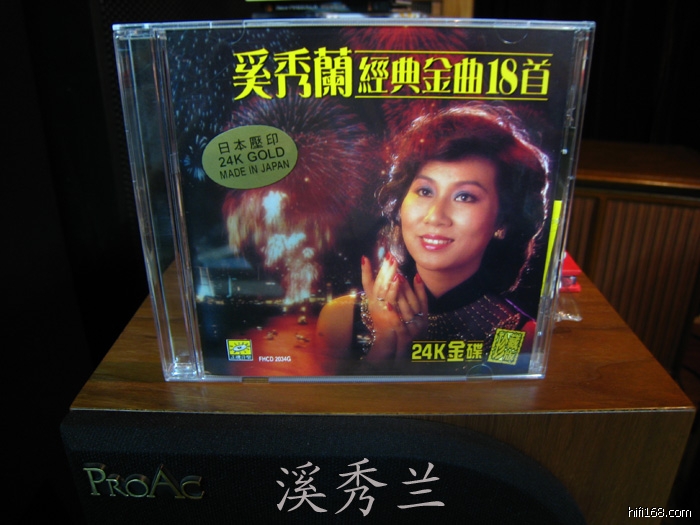 奚秀蘭經典金曲18首
日本壓印
24K GOLD
MADE IN JAPAN
24K金碟
FHCD 2034G
PROAC
溪秀兰
hifi168.com